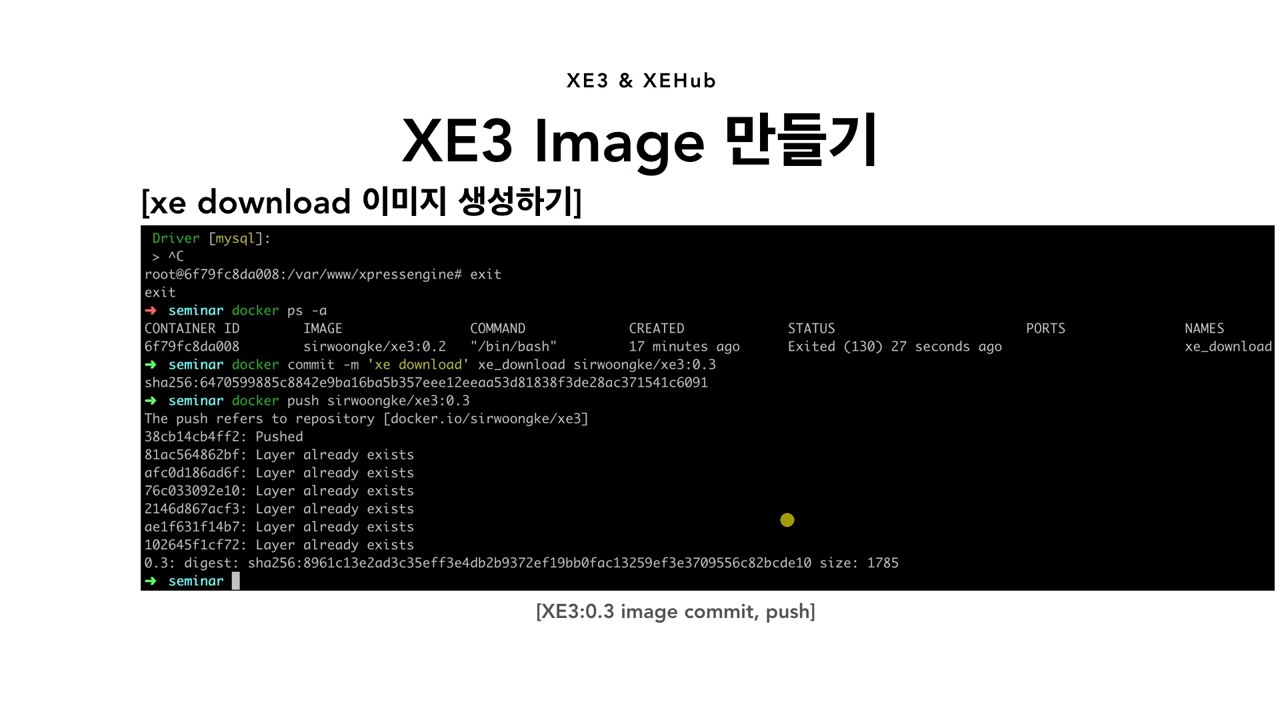 XE3 & XEHub
XE3 Image 만들기
[xe download 이미지 생성하기]
Driver [mysql]:
> ^C
root@6f79fc8da008:/var/www/xpressengine# exit
exit
➜ seminar docker ps -a
CONTAINER ID IMAGE COMMAND CREATED STATUS PORTS NAMES
6f79fc8da008 sirwoongke/xe3:0.2 "/bin/bash" 17 minutes ago Exited (130) 27 seconds ago xe_download
➜ seminar docker commit -m 'xe download' xe_download sirwoongke/xe3:0.3
sha256:6470599885c8842e9ba16ba5b357eee12eeaa53d81838f3de28ac371541c6091
➜ seminar docker push sirwoongke/xe3:0.3
The push refers to repository [docker.io/sirwoongke/xe3]
38cb14cb4ff2: Pushed
81ac564862bf: Layer already exists
afc0d186ad6f: Layer already exists
76c033092e10: Layer already exists
2146d867acf3: Layer already exists
ae1f631f14b7: Layer already exists
102645f1cf72: Layer already exists
0.3: digest: sha256:8961c13e2ad3c35eff3e4db2b9372ef19bb0fac13259ef3e3709556c82bcde10 size: 1785
➜ seminar
[XE3:0.3 image commit, push]